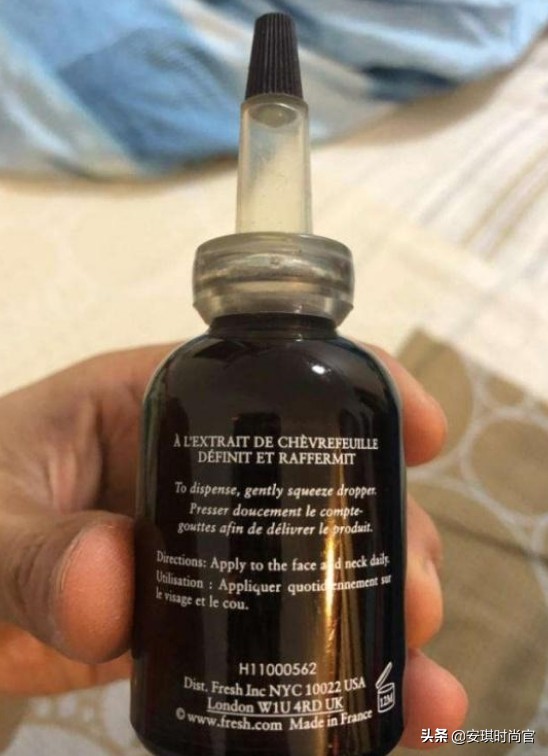 À L'EXTRAIT DE CHÈVREFEUILLE
DÉFINIT ET RAFFERMIT
To dispense, gently squeeze dropper.
Presser doucement le compte-
gouttes afin de délivrer le produit.
Directions: Apply to the face and neck daily.
Utilisation : Appliquer quotidiennement sur
le visage et le cou.
H11000562
Dist. Fresh Inc NYC 10022 USA
London W1U 4RD UK
©www.fresh.com Made in France
12M
头条 @安琪时尚官